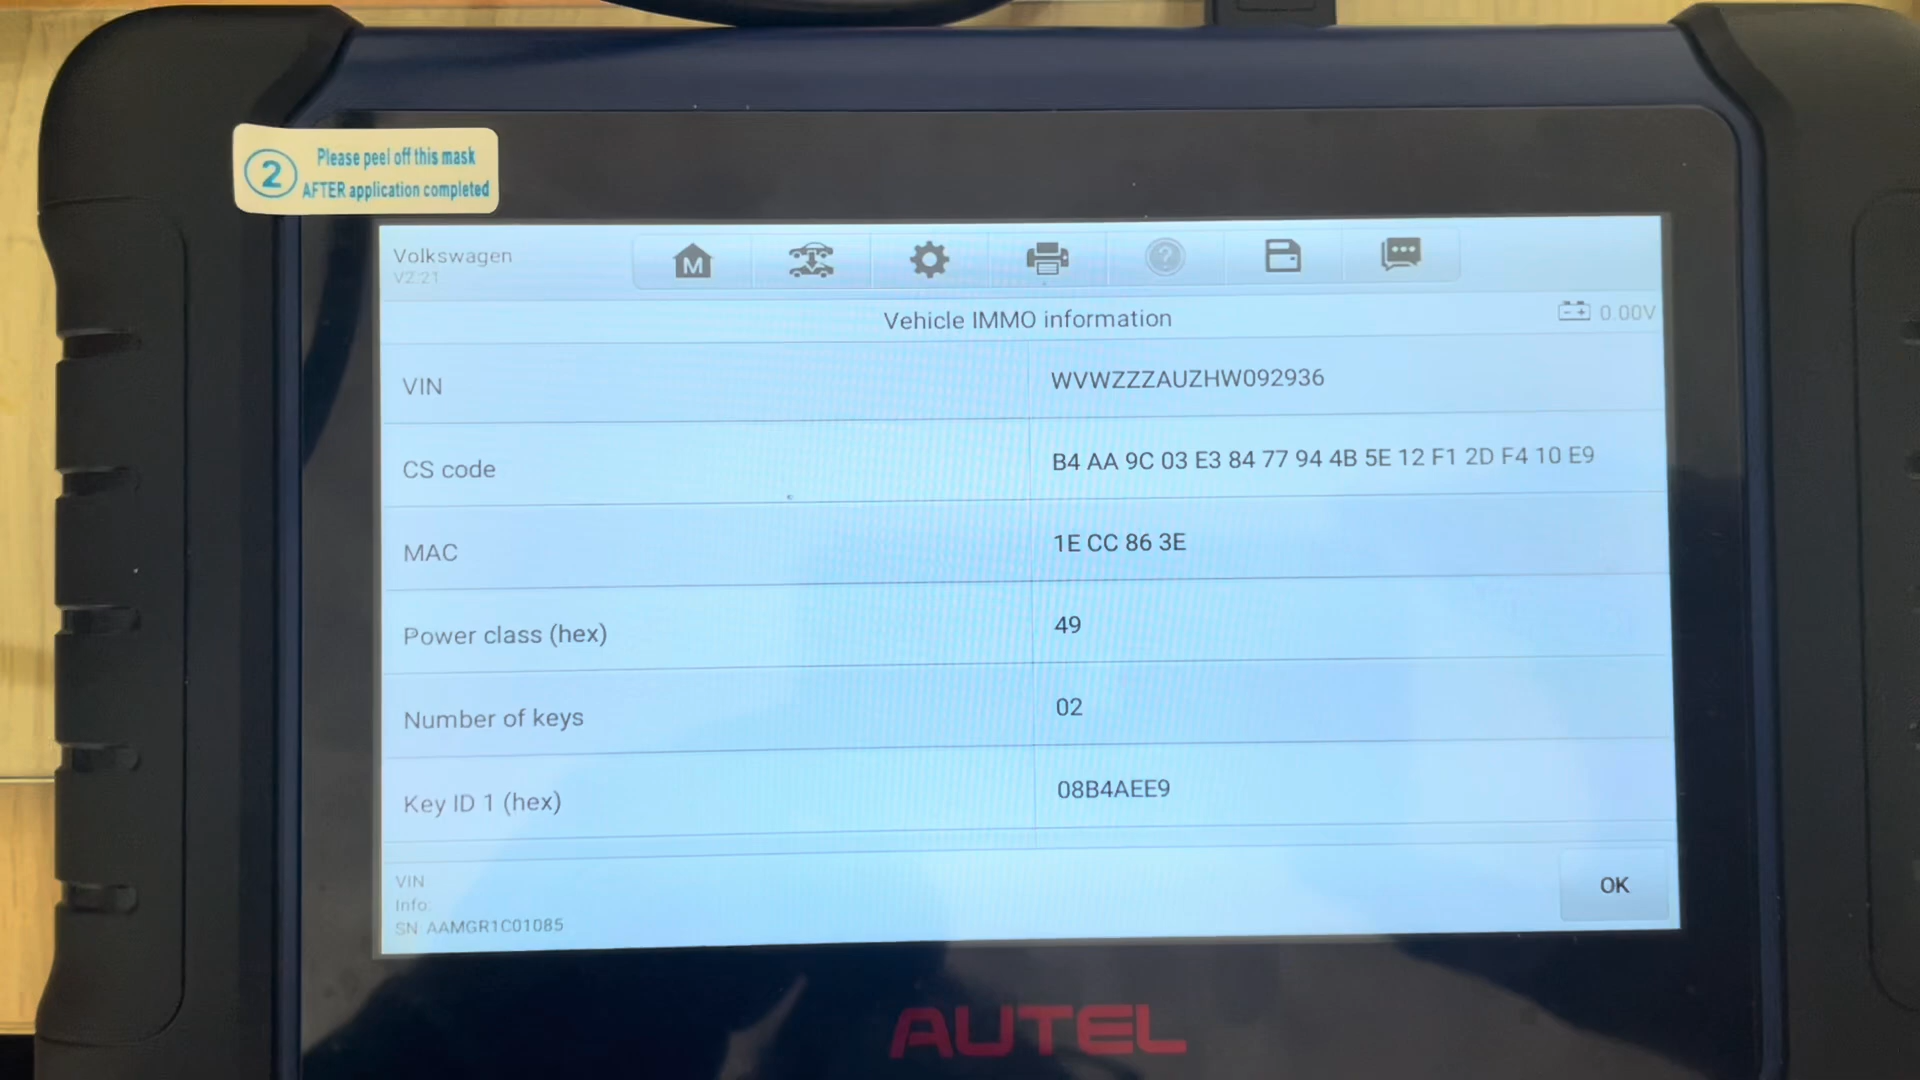 2
Please peel off this mask
AFTER application completed
Volkswagen
V2.21
M
?
Vehicle IMMO information
0.00V
VIN
WVWZZZAUZHW092936
CS code
B4 AA 9C 03 E3 84 77 94 4B 5E 12 F1 2D F4 10 E9
MAC
1E CC 86 3E
Power class (hex)
49
Number of keys
02
Key ID 1 (hex)
08B4AEE9
VIN
Info:
SN: AAMGR1C01085
OK
AUTEL